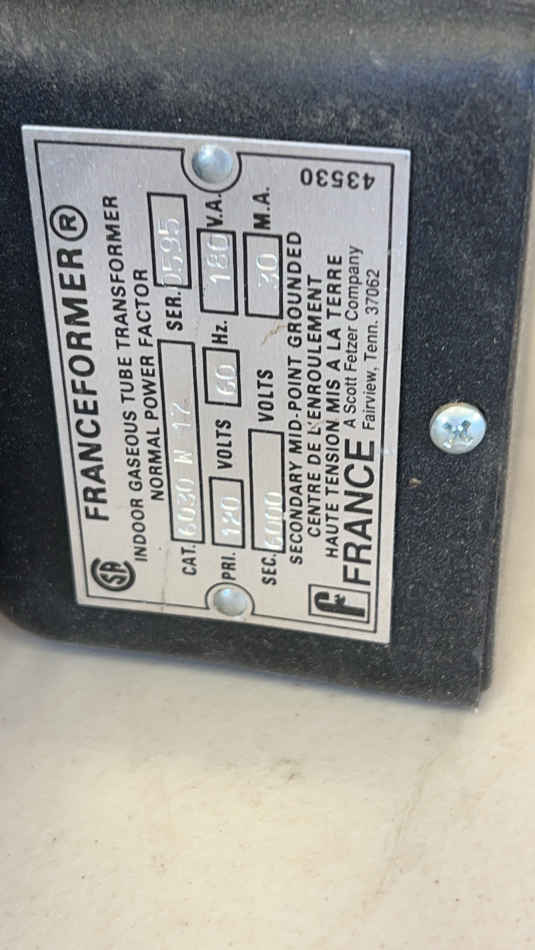 FRANCEFORMER®
INDOOR GASEOUS TUBE TRANSFORMER
NORMAL POWER FACTOR
CAT. 6030 W 17 SER. 0595
PRI. 120 VOLTS 60 Hz. 180 V.A.
SEC. 6000 VOLTS 30 M.A.
SECONDARY MID-POINT GROUNDED
CENTRE DE L'ENROULEMENT
HAUTE TENSION MIS A LA TERRE
FRANCE A Scott Fetzer Company
Fairview, Tenn. 37062
43530